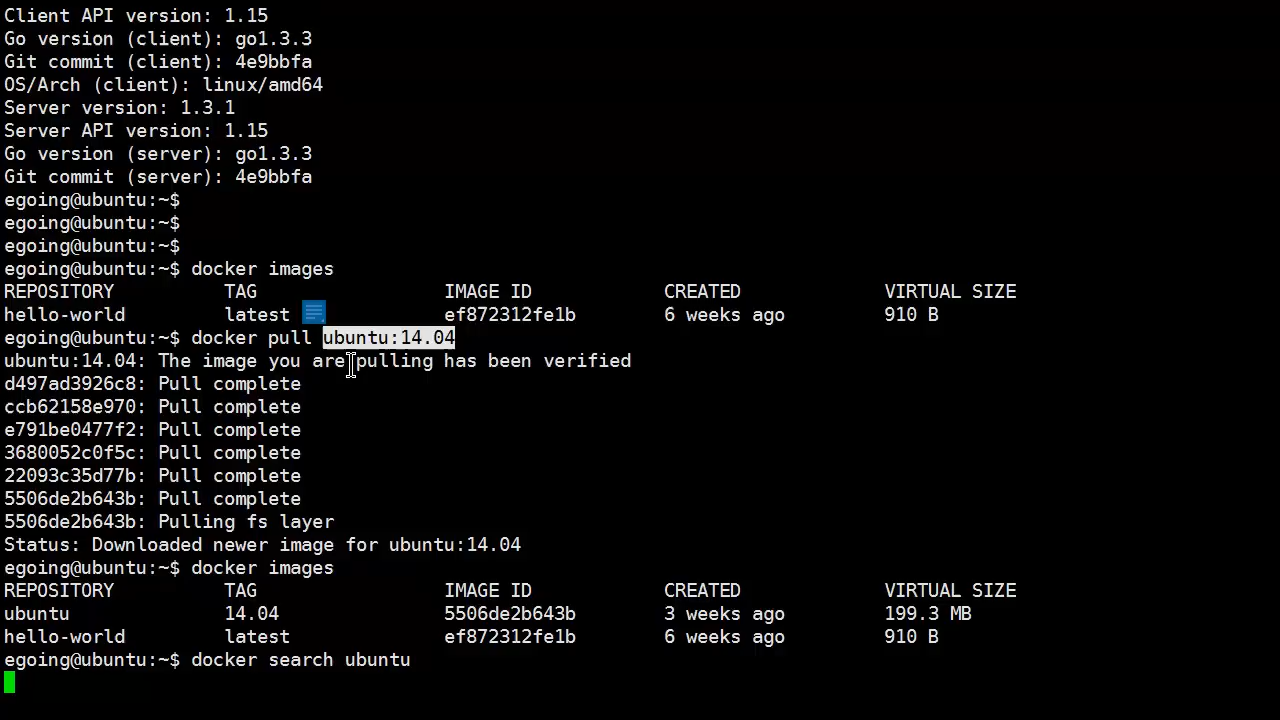 Client API version: 1.15
Go version (client): go1.3.3
Git commit (client): 4e9bbfa
OS/Arch (client): linux/amd64
Server version: 1.3.1
Server API version: 1.15
Go version (server): go1.3.3
Git commit (server): 4e9bbfa
egoing@ubuntu:~$
egoing@ubuntu:~$
egoing@ubuntu:~$
egoing@ubuntu:~$ docker images
REPOSITORY TAG IMAGE ID CREATED VIRTUAL SIZE
hello-world latest ef872312fe1b 6 weeks ago 910 B
egoing@ubuntu:~$ docker pull ubuntu:14.04
ubuntu:14.04: The image you are pulling has been verified
d497ad3926c8: Pull complete
ccb62158e970: Pull complete
e791be0477f2: Pull complete
3680052c0f5c: Pull complete
22093c35d77b: Pull complete
5506de2b643b: Pull complete
5506de2b643b: Pulling fs layer
Status: Downloaded newer image for ubuntu:14.04
egoing@ubuntu:~$ docker images
REPOSITORY TAG IMAGE ID CREATED VIRTUAL SIZE
ubuntu 14.04 5506de2b643b 3 weeks ago 199.3 MB
hello-world latest ef872312fe1b 6 weeks ago 910 B
egoing@ubuntu:~$ docker search ubuntu